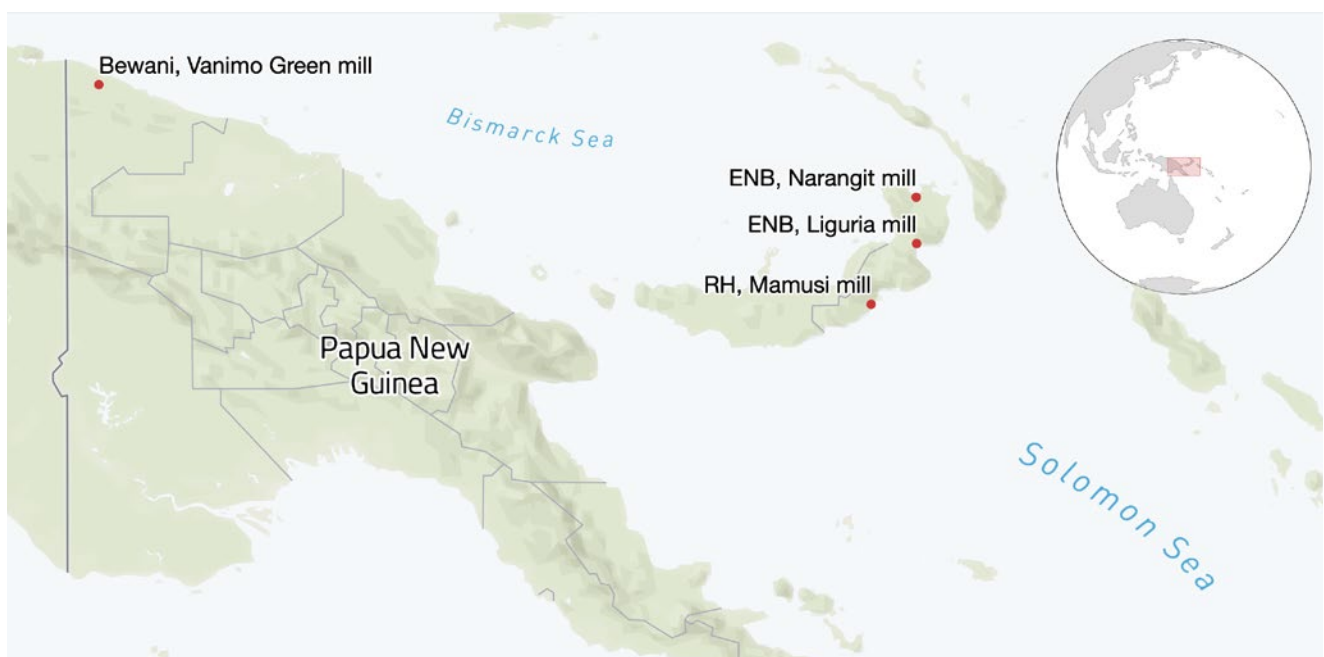 Bewani, Vanimo Green mill
Bismarck Sea
ENB, Narangit mill
ENB, Liguria mill
RH, Mamusi mill
Papua New
Guinea
Solomon Sea